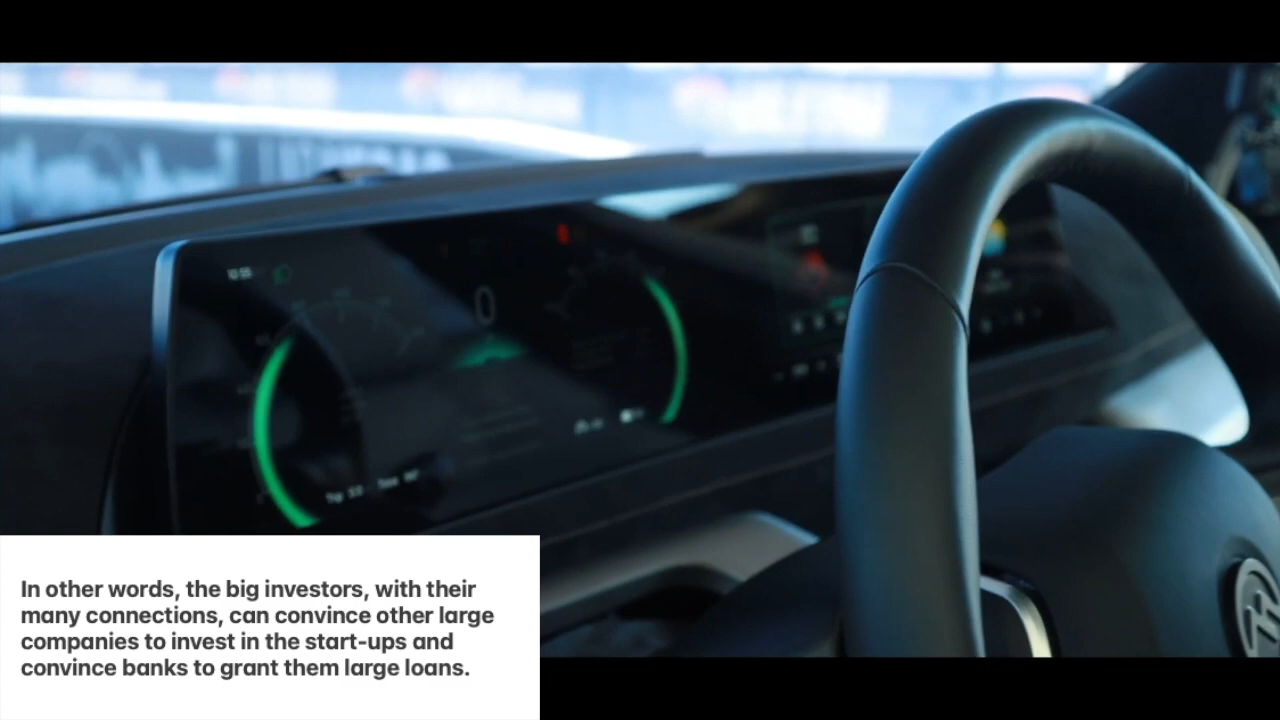 0
In other words, the big investors, with their
many connections, can convince other large
companies to invest in the start-ups and
convince banks to grant them large loans.